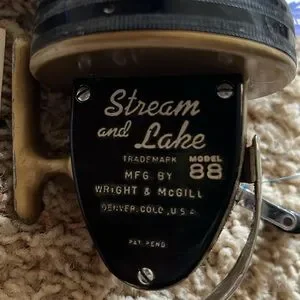 Stream
and Lake
TRADEMARK MODEL
MFG. BY 88
WRIGHT & McGILL
DENVER, COLO., U.S.A.
PAT. PEND.